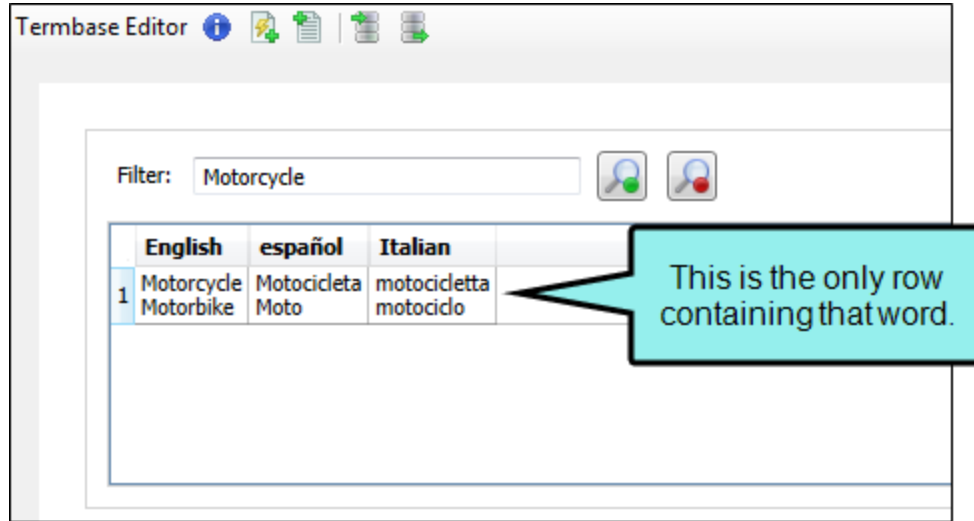 Termbase Editor
Filter: Motorcycle
English español Italian
1 Motorcycle Motocicleta motocicletta
Motorbike Moto motociclo
This is the only row
containing that word.